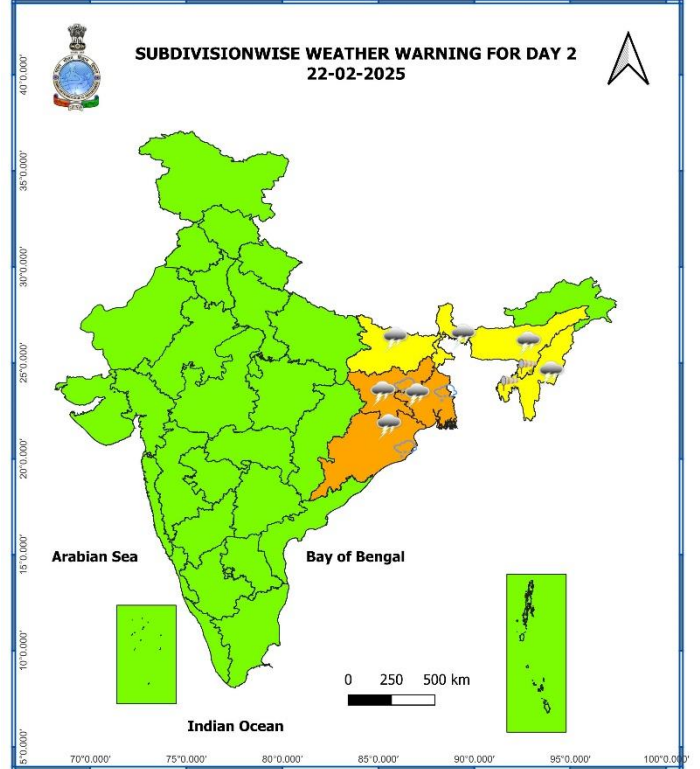 SUBDIVISIONWISE WEATHER WARNING FOR DAY 2
22-02-2025
40°0.000'
35°0.000'
30°0.000'
25°0.000'
20°0.000'
15°0.000'
10°0.000'
5°0.000'
Arabian Sea
Bay of Bengal
0 250 500 km
Indian Ocean
70°0.000' 75°0.000' 80°0.000' 85°0.000' 90°0.000' 95°0.000' 100°0.000'